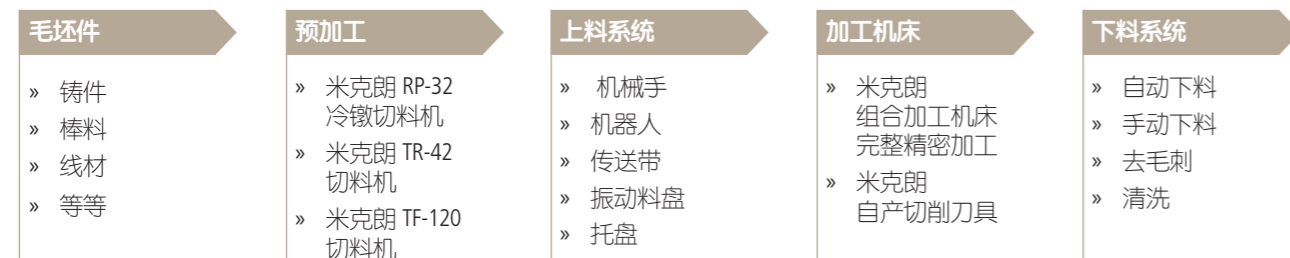 毛坯件
» 铸件
» 棒料
» 线材
» 等等
预加工
» 米克朗 RP-32
冷镦切料机
» 米克朗 TR-42
切料机
» 米克朗 TF-120
切料机
上料系统
» 机械手
» 机器人
» 传送带
» 振动料盘
» 托盘
加工机床
» 米克朗
组合加工机床
完整精密加工
» 米克朗
自产切削刀具
下料系统
» 自动下料
» 手动下料
» 去毛刺
» 清洗